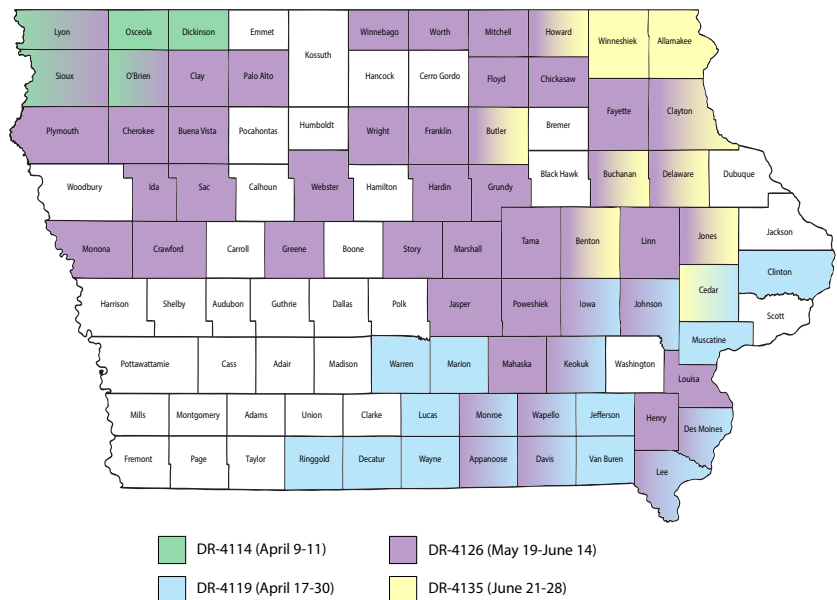 Lyon Osceola Dickinson Emmet Winnebago Worth Mitchell Howard
Winneshiek Allamakee
Kossuth
Sioux O'Brien Clay Palo Alto Hancock Cerro Gordo Floyd Chickasaw
Fayette Clayton
Plymouth Cherokee Buena Vista Pocahontas Humboldt Wright Franklin Butler Bremer
Woodbury Ida Sac Calhoun Webster Hamilton Hardin Grundy Black Hawk Buchanan Delaware Dubuque
Monona Crawford Carroll Greene Boone Story Marshall Tama Benton Linn Jones Jackson
Clinton
Harrison Shelby Audubon Guthrie Dallas Polk Jasper Poweshiek Iowa Johnson Cedar
Scott
Muscatine
Pottawattamie Cass Adair Madison Warren Marion Mahaska Keokuk Washington
Louisa
Mills Montgomery Adams Union Clarke Lucas Monroe Wapello Jefferson Henry
Des Moines
Fremont Page Taylor Ringgold Decatur Wayne Appanoose Davis Van Buren Lee
DR-4114 (April 9-11)
DR-4126 (May 19-June 14)
DR-4119 (April 17-30)
DR-4135 (June 21-28)